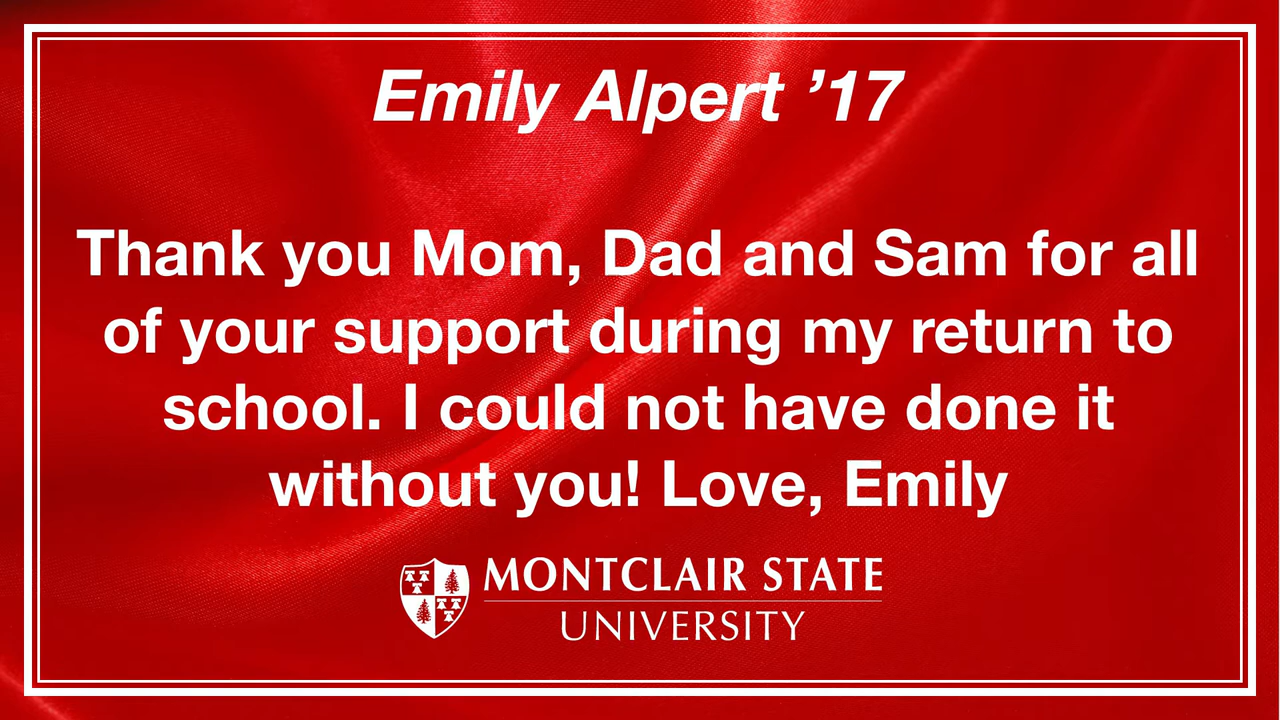 Emily Alpert ’17
Thank you Mom, Dad and Sam for all
of your support during my return to
school. I could not have done it
without you! Love, Emily
MONTCLAIR STATE
UNIVERSITY